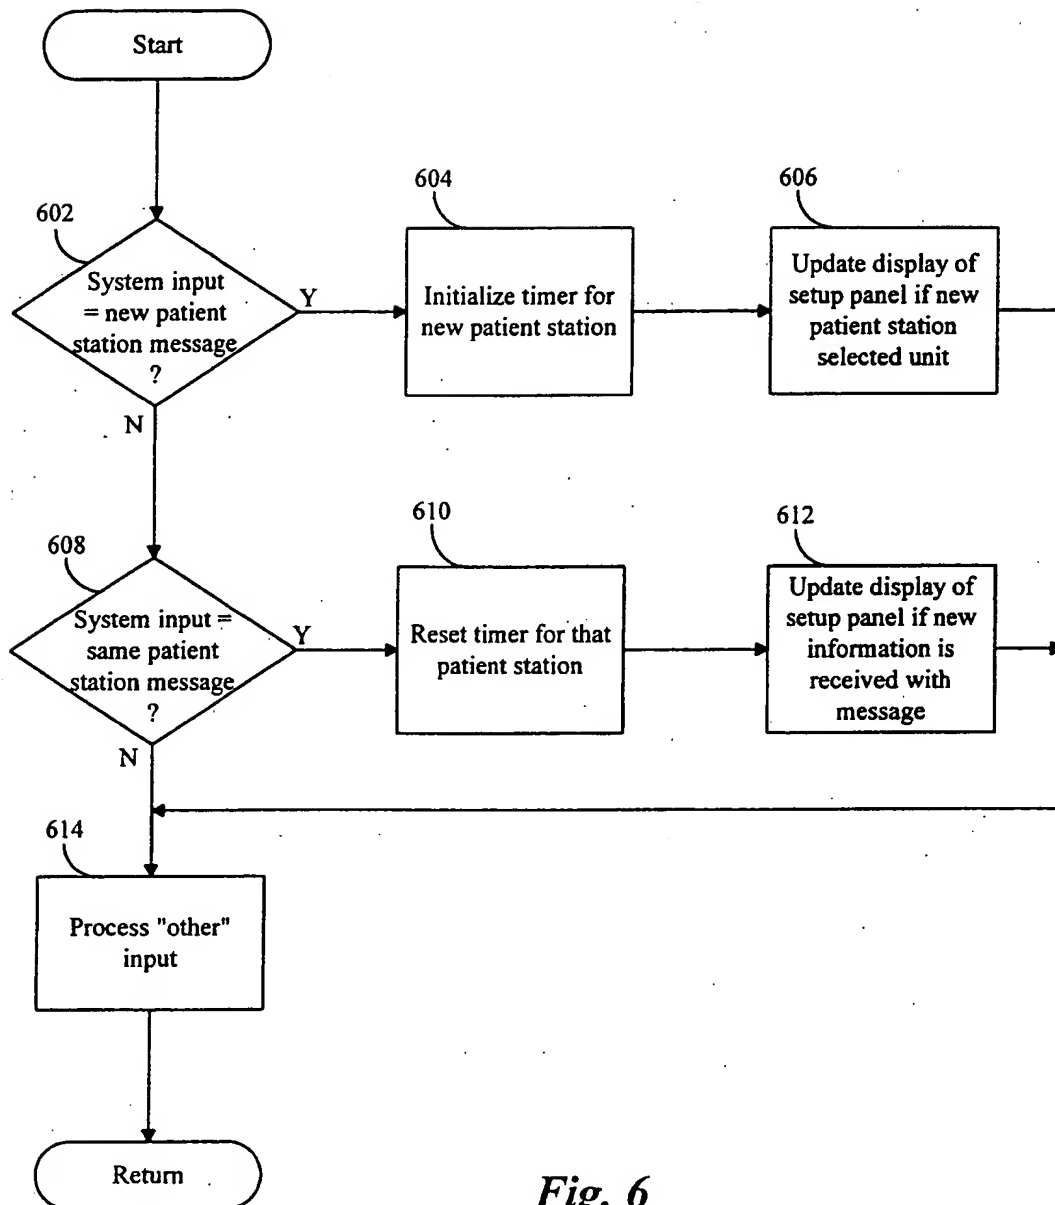 Start
602
System input
= new patient
station message
?
Y
N
604
Initialize timer for
new patient station
606
Update display of
setup panel if new
patient station
selected unit
608
System input =
same patient
station message
?
Y
N
610
Reset timer for that
patient station
612
Update display of
setup panel if new
information is
received with
message
614
Process "other"
input
Return
Fig. 6